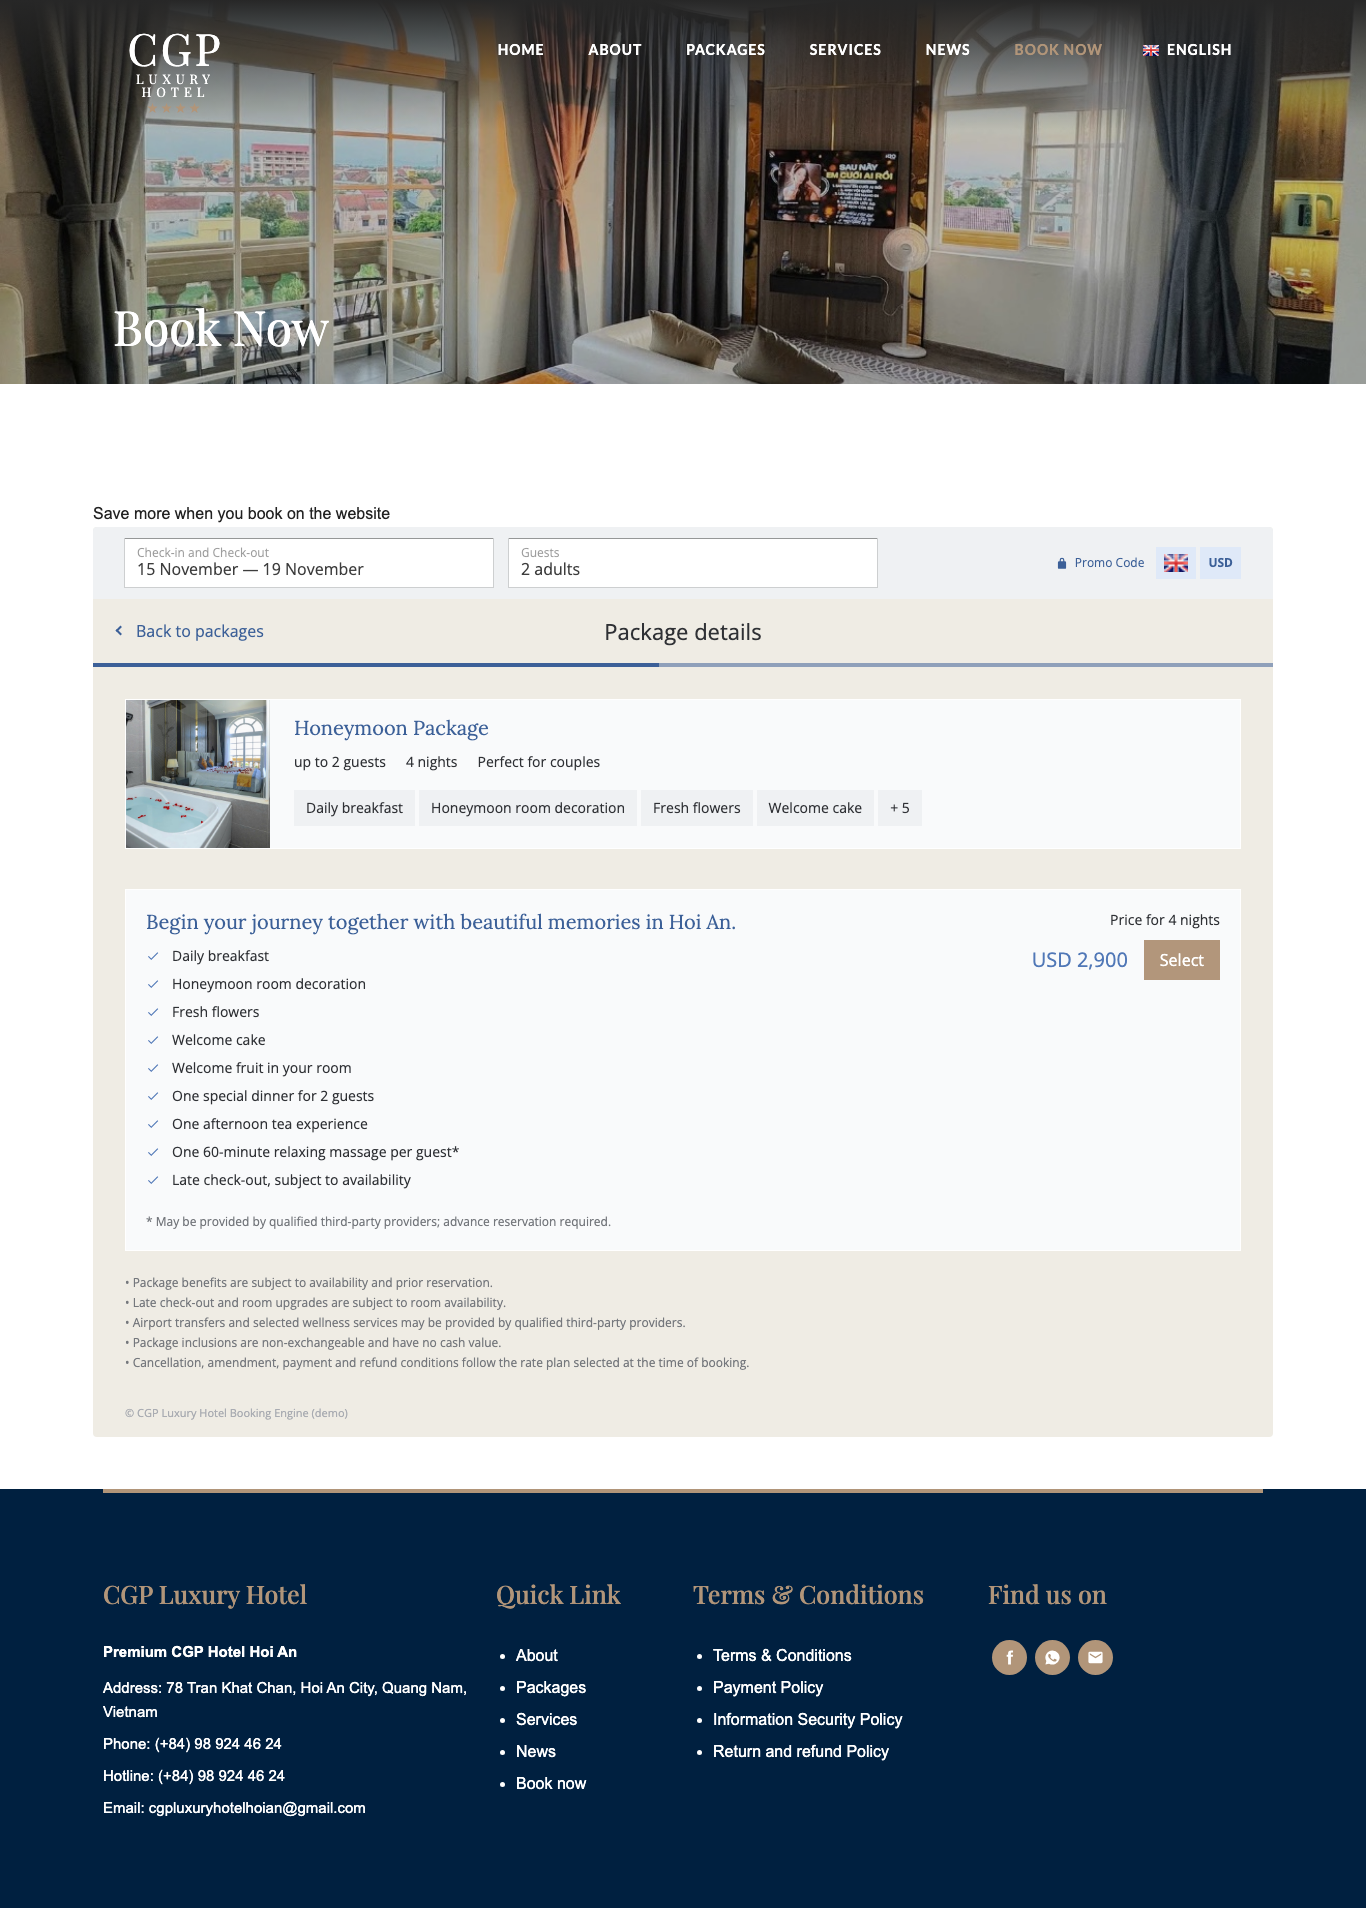 CGP
LUXURY
HOTEL
HOME
ABOUT
PACKAGES
SERVICES
NEWS
BOOK NOW
ENGLISH
SAU NÀY
EM CƯỚI AI RỒI
Book Now
Save more when you book on the website
Check-in and Check-out
15 November — 19 November
Guests
2 adults
Promo Code
USD
Back to packages
Package details
Honeymoon Package
up to 2 guests 4 nights Perfect for couples
Daily breakfast
Honeymoon room decoration
Fresh flowers
Welcome cake
+ 5
Begin your journey together with beautiful memories in Hoi An.
Price for 4 nights
USD 2,900
Select
Daily breakfast
Honeymoon room decoration
Fresh flowers
Welcome cake
Welcome fruit in your room
One special dinner for 2 guests
One afternoon tea experience
One 60-minute relaxing massage per guest*
Late check-out, subject to availability
* May be provided by qualified third-party providers; advance reservation required.
• Package benefits are subject to availability and prior reservation.
• Late check-out and room upgrades are subject to room availability.
• Airport transfers and selected wellness services may be provided by qualified third-party providers.
• Package inclusions are non-exchangeable and have no cash value.
• Cancellation, amendment, payment and refund conditions follow the rate plan selected at the time of booking.
© CGP Luxury Hotel Booking Engine (demo)
CGP Luxury Hotel
Premium CGP Hotel Hoi An
Address: 78 Tran Khat Chan, Hoi An City, Quang Nam,
Vietnam
Phone: (+84) 98 924 46 24
Hotline: (+84) 98 924 46 24
Email: cgpluxuryhotelhoian@gmail.com
Quick Link
• About
• Packages
• Services
• News
• Book now
Terms & Conditions
• Terms & Conditions
• Payment Policy
• Information Security Policy
• Return and refund Policy
Find us on